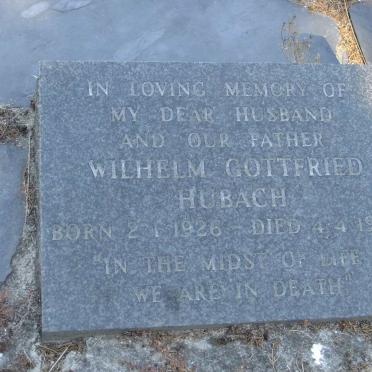 IN LOVING MEMORY OF
MY DEAR HUSBAND
AND OUR FATHER
WILHELM GOTTFRIED
HUBACH
BORN 2·1·1926 – DIED 4·4·19
"IN THE MIDST OF LIFE
WE ARE IN DEATH"